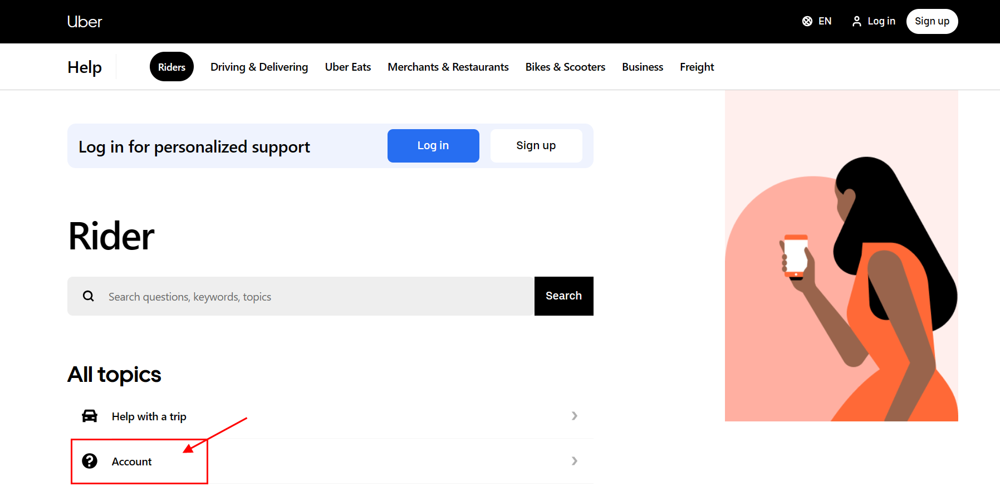 Uber
EN
Log in
Sign up
Help
Riders
Driving & Delivering
Uber Eats
Merchants & Restaurants
Bikes & Scooters
Business
Freight
Log in for personalized support
Log in
Sign up
Rider
Search questions, keywords, topics
Search
All topics
Help with a trip
Account